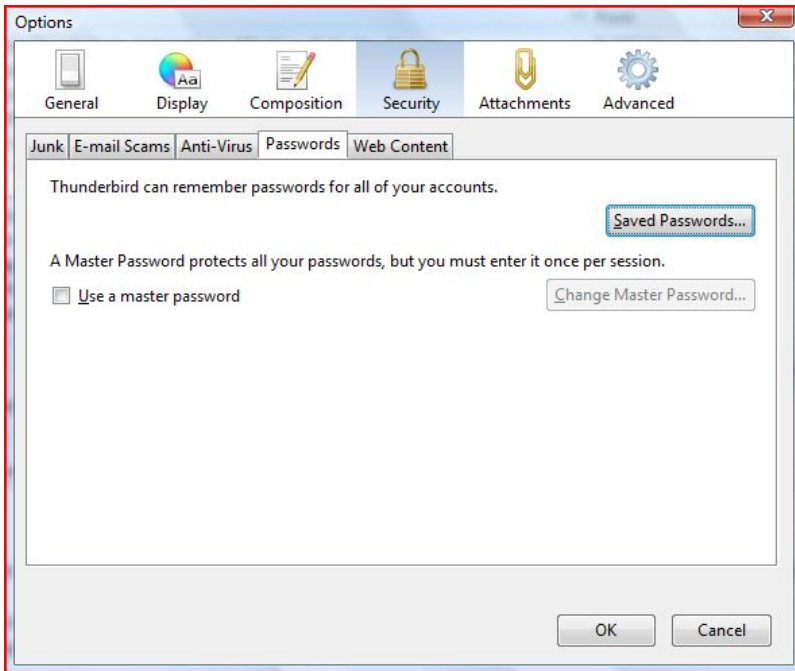 Options
General Display Composition Security Attachments Advanced
Junk E-mail Scams Anti-Virus Passwords Web Content
Thunderbird can remember passwords for all of your accounts.
Saved Passwords...
A Master Password protects all your passwords, but you must enter it once per session.
Use a master password Change Master Password...
OK Cancel